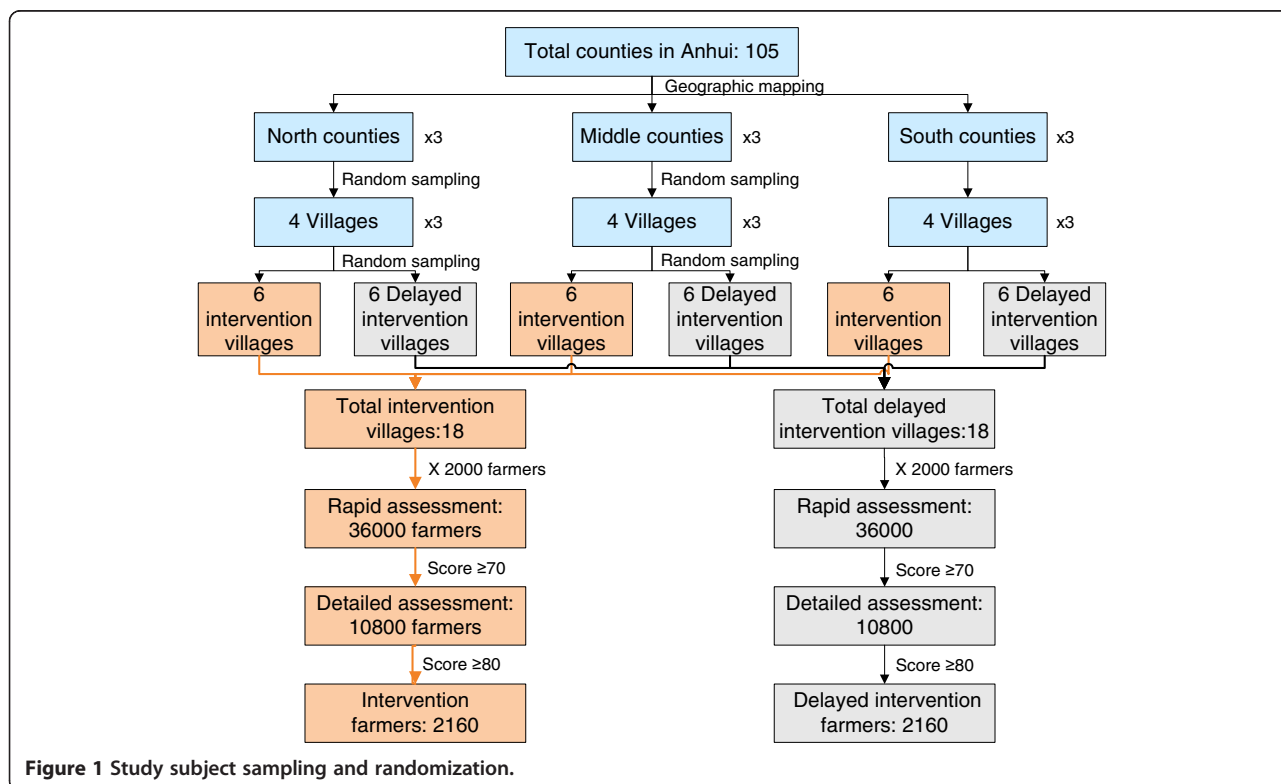 Total counties in Anhui: 105
Geographic mapping
North counties
x3
Middle counties
x3
South counties
x3
Random sampling
Random sampling
4 Villages
x3
4 Villages
x3
4 Villages
x3
Random sampling
Random sampling
6
intervention
villages
6 Delayed
intervention
villages
6
intervention
villages
6 Delayed
intervention
villages
6
intervention
villages
6 Delayed
intervention
villages
Total intervention
villages:18
Total delayed
intervention villages:18
X 2000 farmers
X 2000 farmers
Rapid assessment:
36000 farmers
Rapid assessment:
36000
Score ≥70
Score ≥70
Detailed assessment:
10800 farmers
Detailed assessment:
10800
Score ≥80
Score ≥80
Intervention
farmers: 2160
Delayed intervention
farmers: 2160
Figure 1 Study subject sampling and randomization.